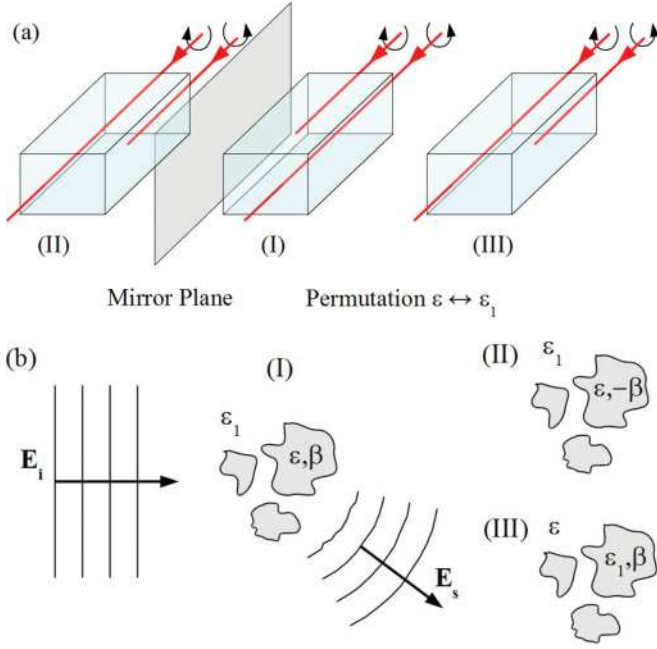 (a)
(II)
(I)
(III)
Mirror Plane
Permutation ε ↔ ε₁
(b)
(I)
(II)
ε₁
ε,-β
Eᵢ
ε₁
ε,β
(III)
ε
ε₁,β
Eₛ